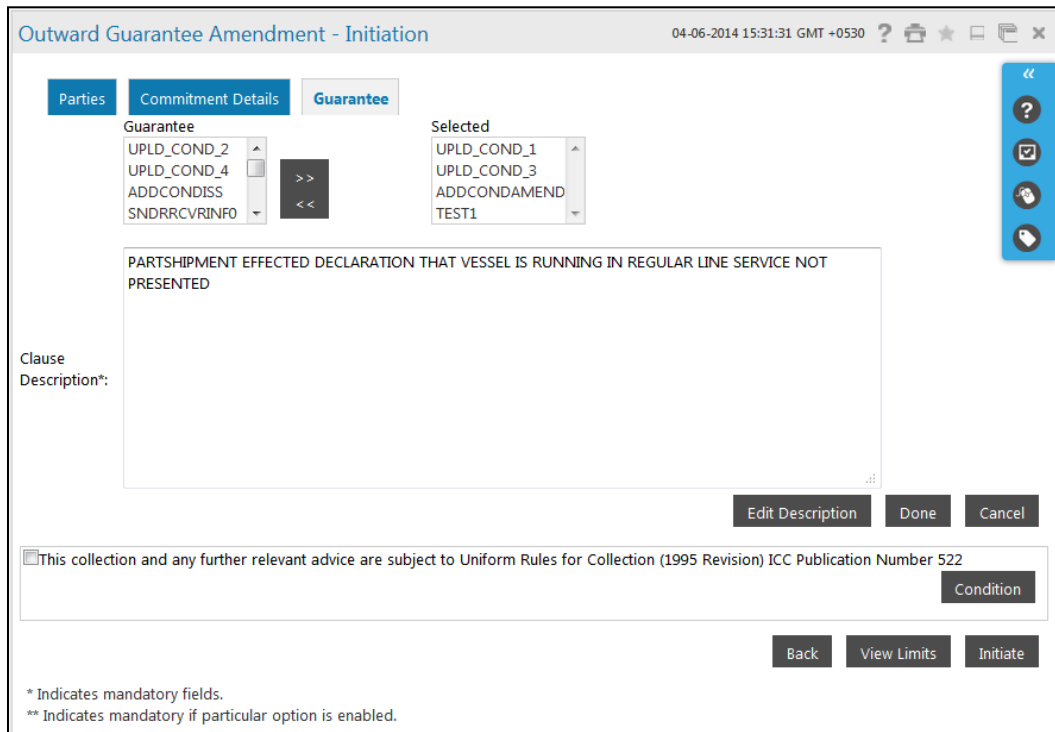 Outward Guarantee Amendment - Initiation 04-06-2014 15:31:31 GMT +0530 ?
«
Parties Commitment Details Guarantee
?
Guarantee Selected
UPLD_COND_2 UPLD_COND_1
UPLD_COND_4 >> UPLD_COND_3
ADDCONDISS << ADDCONDAMEND
SNDRRCVRINF0 TEST1
PARTSHIPMENT EFFECTED DECLARATION THAT VESSEL IS RUNNING IN REGULAR LINE SERVICE NOT
PRESENTED
Clause
Description*:
Edit Description Done Cancel
This collection and any further relevant advice are subject to Uniform Rules for Collection (1995 Revision) ICC Publication Number 522
Condition
Back View Limits Initiate
* Indicates mandatory fields.
** Indicates mandatory if particular option is enabled.